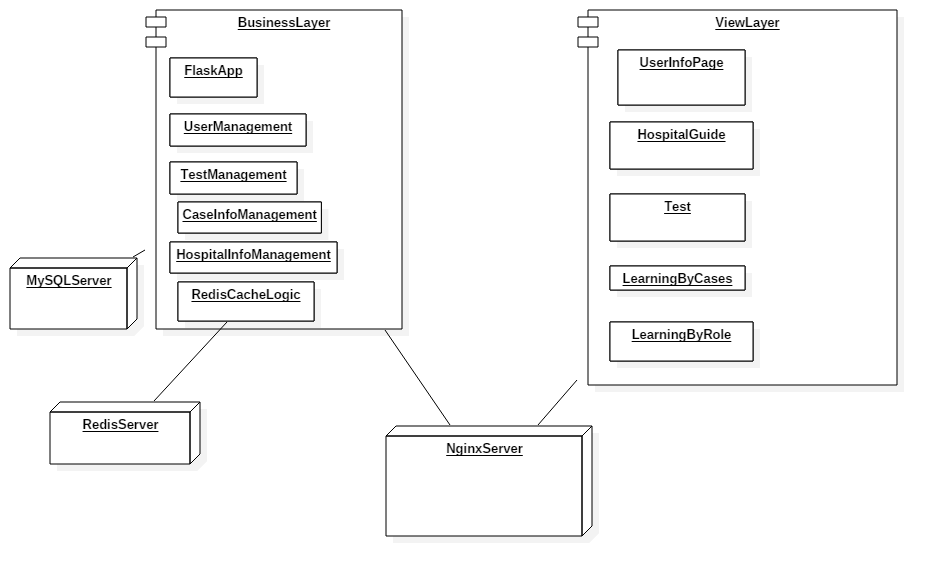 BusinessLayer
FlaskApp
UserManagement
TestManagement
CaseInfoManagement
HospitalInfoManagement
RedisCacheLogic
ViewLayer
UserInfoPage
HospitalGuide
Test
LearningByCases
LearningByRole
MySQLServer
RedisServer
NginxServer